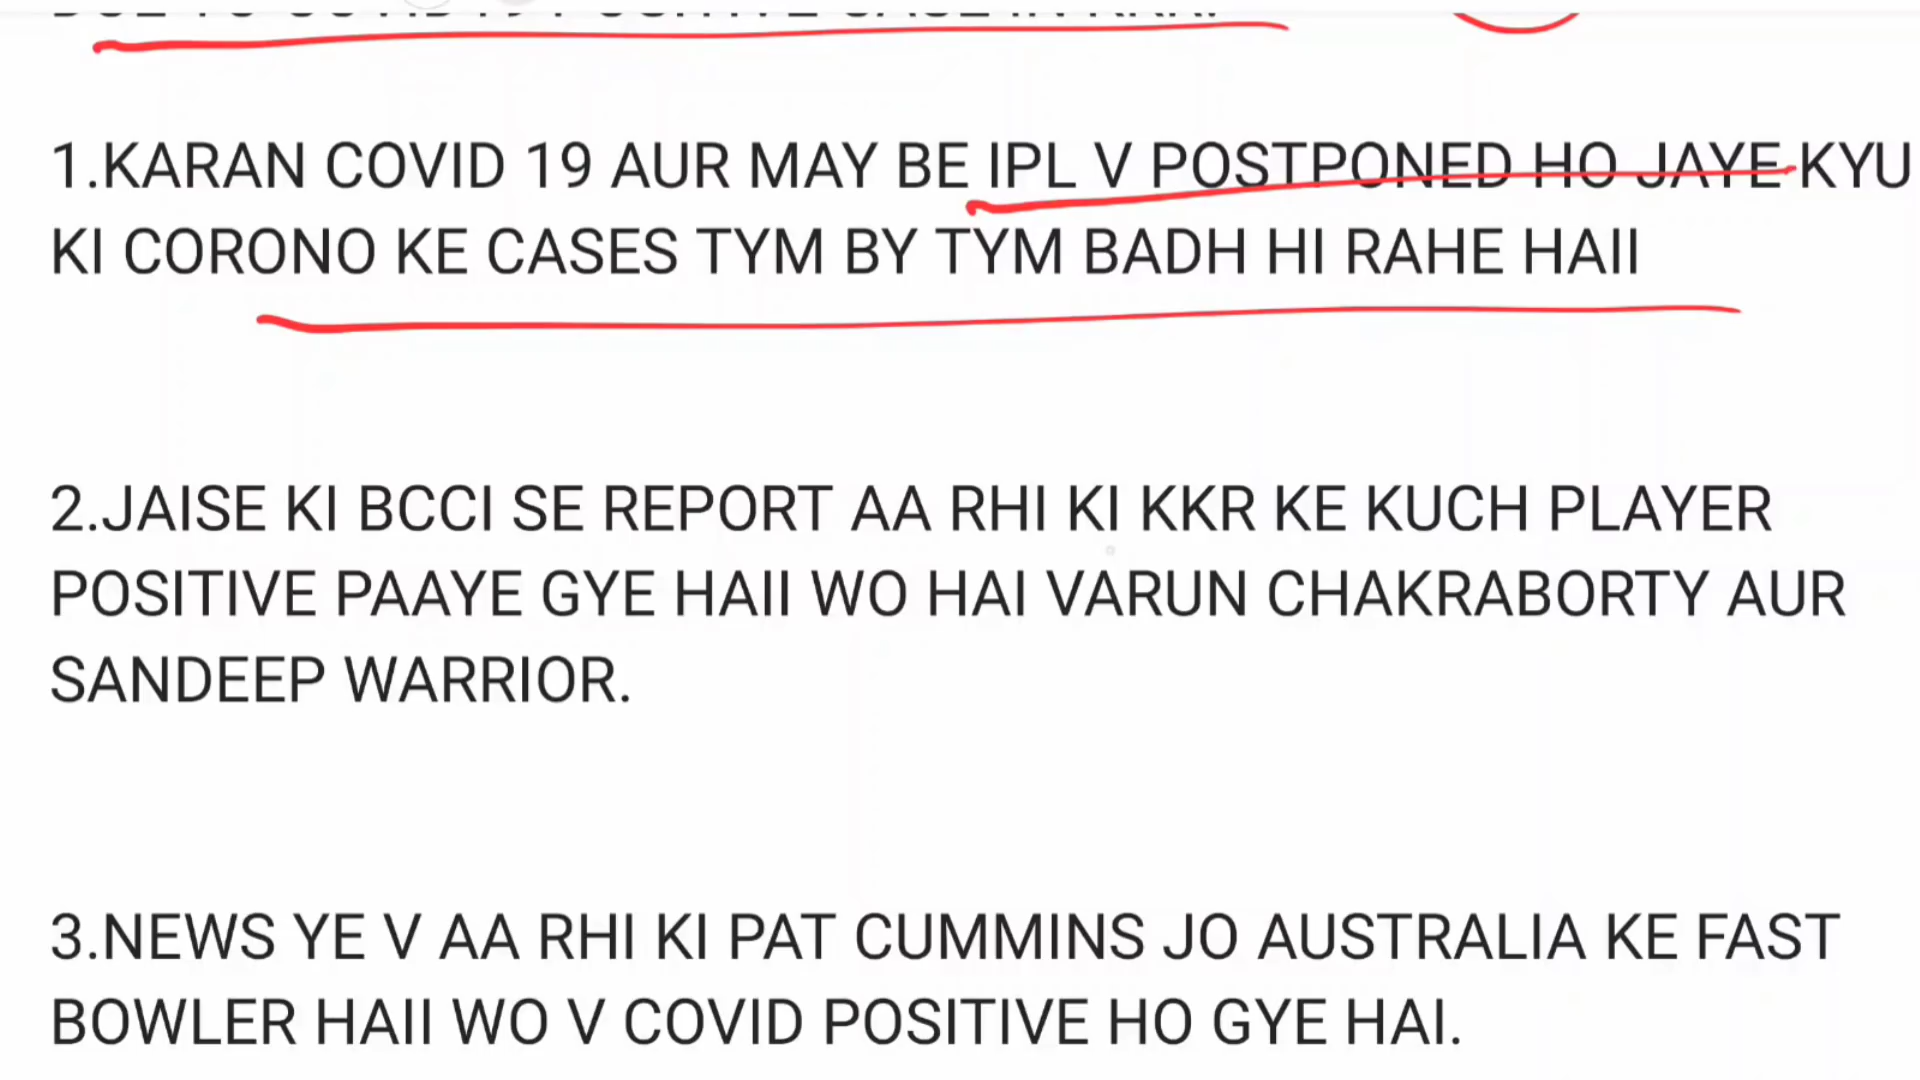 1.KARAN COVID 19 AUR MAY BE IPL V POSTPONED HO JAYE KYU
KI CORONO KE CASES TYM BY TYM BADH HI RAHE HAII
2.JAISE KI BCCI SE REPORT AA RHI KI KKR KE KUCH PLAYER
POSITIVE PAAYE GYE HAII WO HAI VARUN CHAKRABORTY AUR
SANDEEP WARRIOR.
3.NEWS YE V AA RHI KI PAT CUMMINS JO AUSTRALIA KE FAST
BOWLER HAII WO V COVID POSITIVE HO GYE HAI.